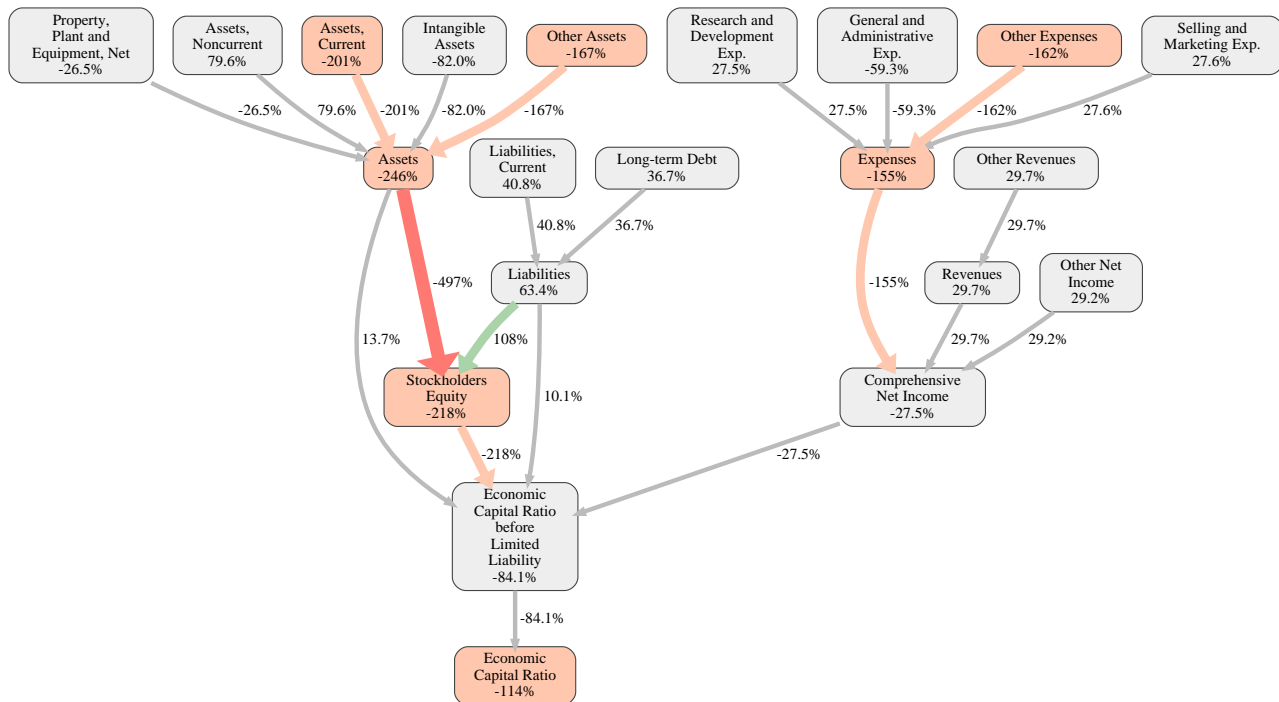 Property,
Plant and
Equipment, Net
-26.5%
Assets,
Noncurrent
79.6%
Assets,
Current
-201%
Intangible
Assets
-82.0%
Other Assets
-167%
Research and
Development
Exp.
27.5%
General and
Administrative
Exp.
-59.3%
Other Expenses
-162%
Selling and
Marketing Exp.
27.6%
-26.5%
79.6%
-201%
-82.0%
-167%
27.5%
-59.3%
-162%
27.6%
Assets
-246%
Liabilities,
Current
40.8%
Long-term Debt
36.7%
Expenses
-155%
Other Revenues
29.7%
40.8%
36.7%
29.7%
-497%
Liabilities
63.4%
-155%
Revenues
29.7%
Other Net
Income
29.2%
13.7%
108%
29.7%
29.2%
Stockholders
Equity
-218%
10.1%
Comprehensive
Net Income
-27.5%
-218%
-27.5%
Economic
Capital Ratio
before
Limited
Liability
-84.1%
-84.1%
Economic
Capital Ratio
-114%